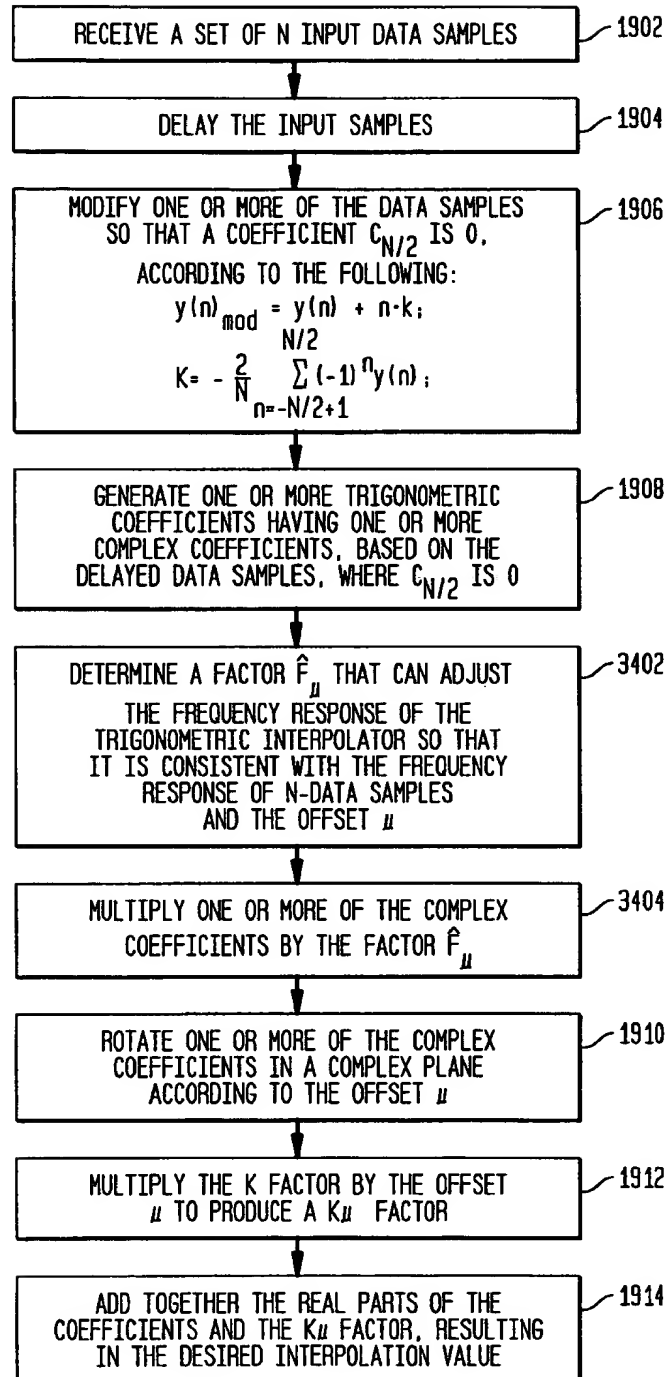 RECEIVE A SET OF N INPUT DATA SAMPLES
1902
DELAY THE INPUT SAMPLES
1904
MODIFY ONE OR MORE OF THE DATA SAMPLES
SO THAT A COEFFICIENT C_{N/2} IS 0,
ACCORDING TO THE FOLLOWING:
y(n)_{mod} = y(n) + n·k;
N/2
K= - 2/N Σ (-1)^n y(n);
n=-N/2+1
1906
GENERATE ONE OR MORE TRIGONOMETRIC
COEFFICIENTS HAVING ONE OR MORE
COMPLEX COEFFICIENTS, BASED ON THE
DELAYED DATA SAMPLES, WHERE C_{N/2} IS 0
1908
DETERMINE A FACTOR F̂_μ THAT CAN ADJUST
THE FREQUENCY RESPONSE OF THE
TRIGONOMETRIC INTERPOLATOR SO THAT
IT IS CONSISTENT WITH THE FREQUENCY
RESPONSE OF N-DATA SAMPLES
AND THE OFFSET μ
3402
MULTIPLY ONE OR MORE OF THE COMPLEX
COEFFICIENTS BY THE FACTOR F̂_μ
3404
ROTATE ONE OR MORE OF THE COMPLEX
COEFFICIENTS IN A COMPLEX PLANE
ACCORDING TO THE OFFSET μ
1910
MULTIPLY THE K FACTOR BY THE OFFSET
μ TO PRODUCE A Kμ FACTOR
1912
ADD TOGETHER THE REAL PARTS OF THE
COEFFICIENTS AND THE Kμ FACTOR, RESULTING
IN THE DESIRED INTERPOLATION VALUE
1914